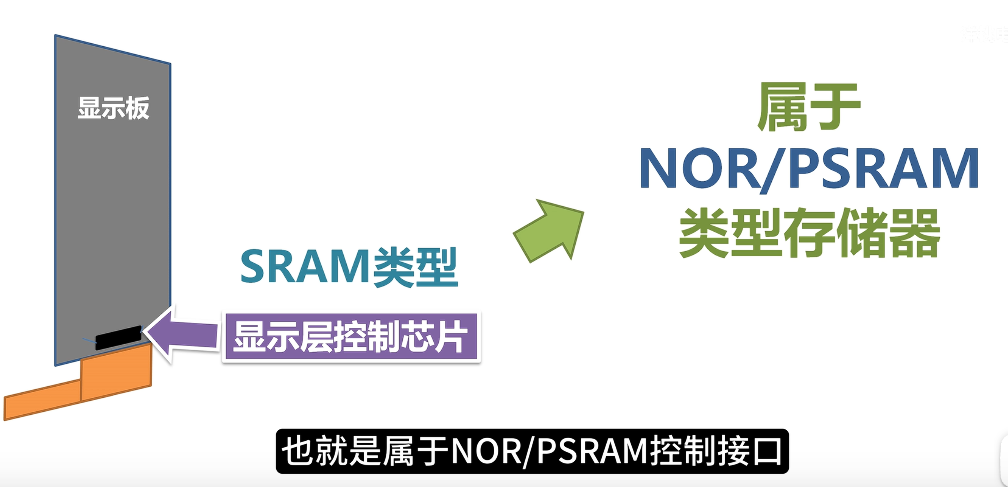 显示板
属于
NOR/PSRAM
类型存储器
SRAM类型
显示层控制芯片
也就是属于NOR/PSRAM控制接口